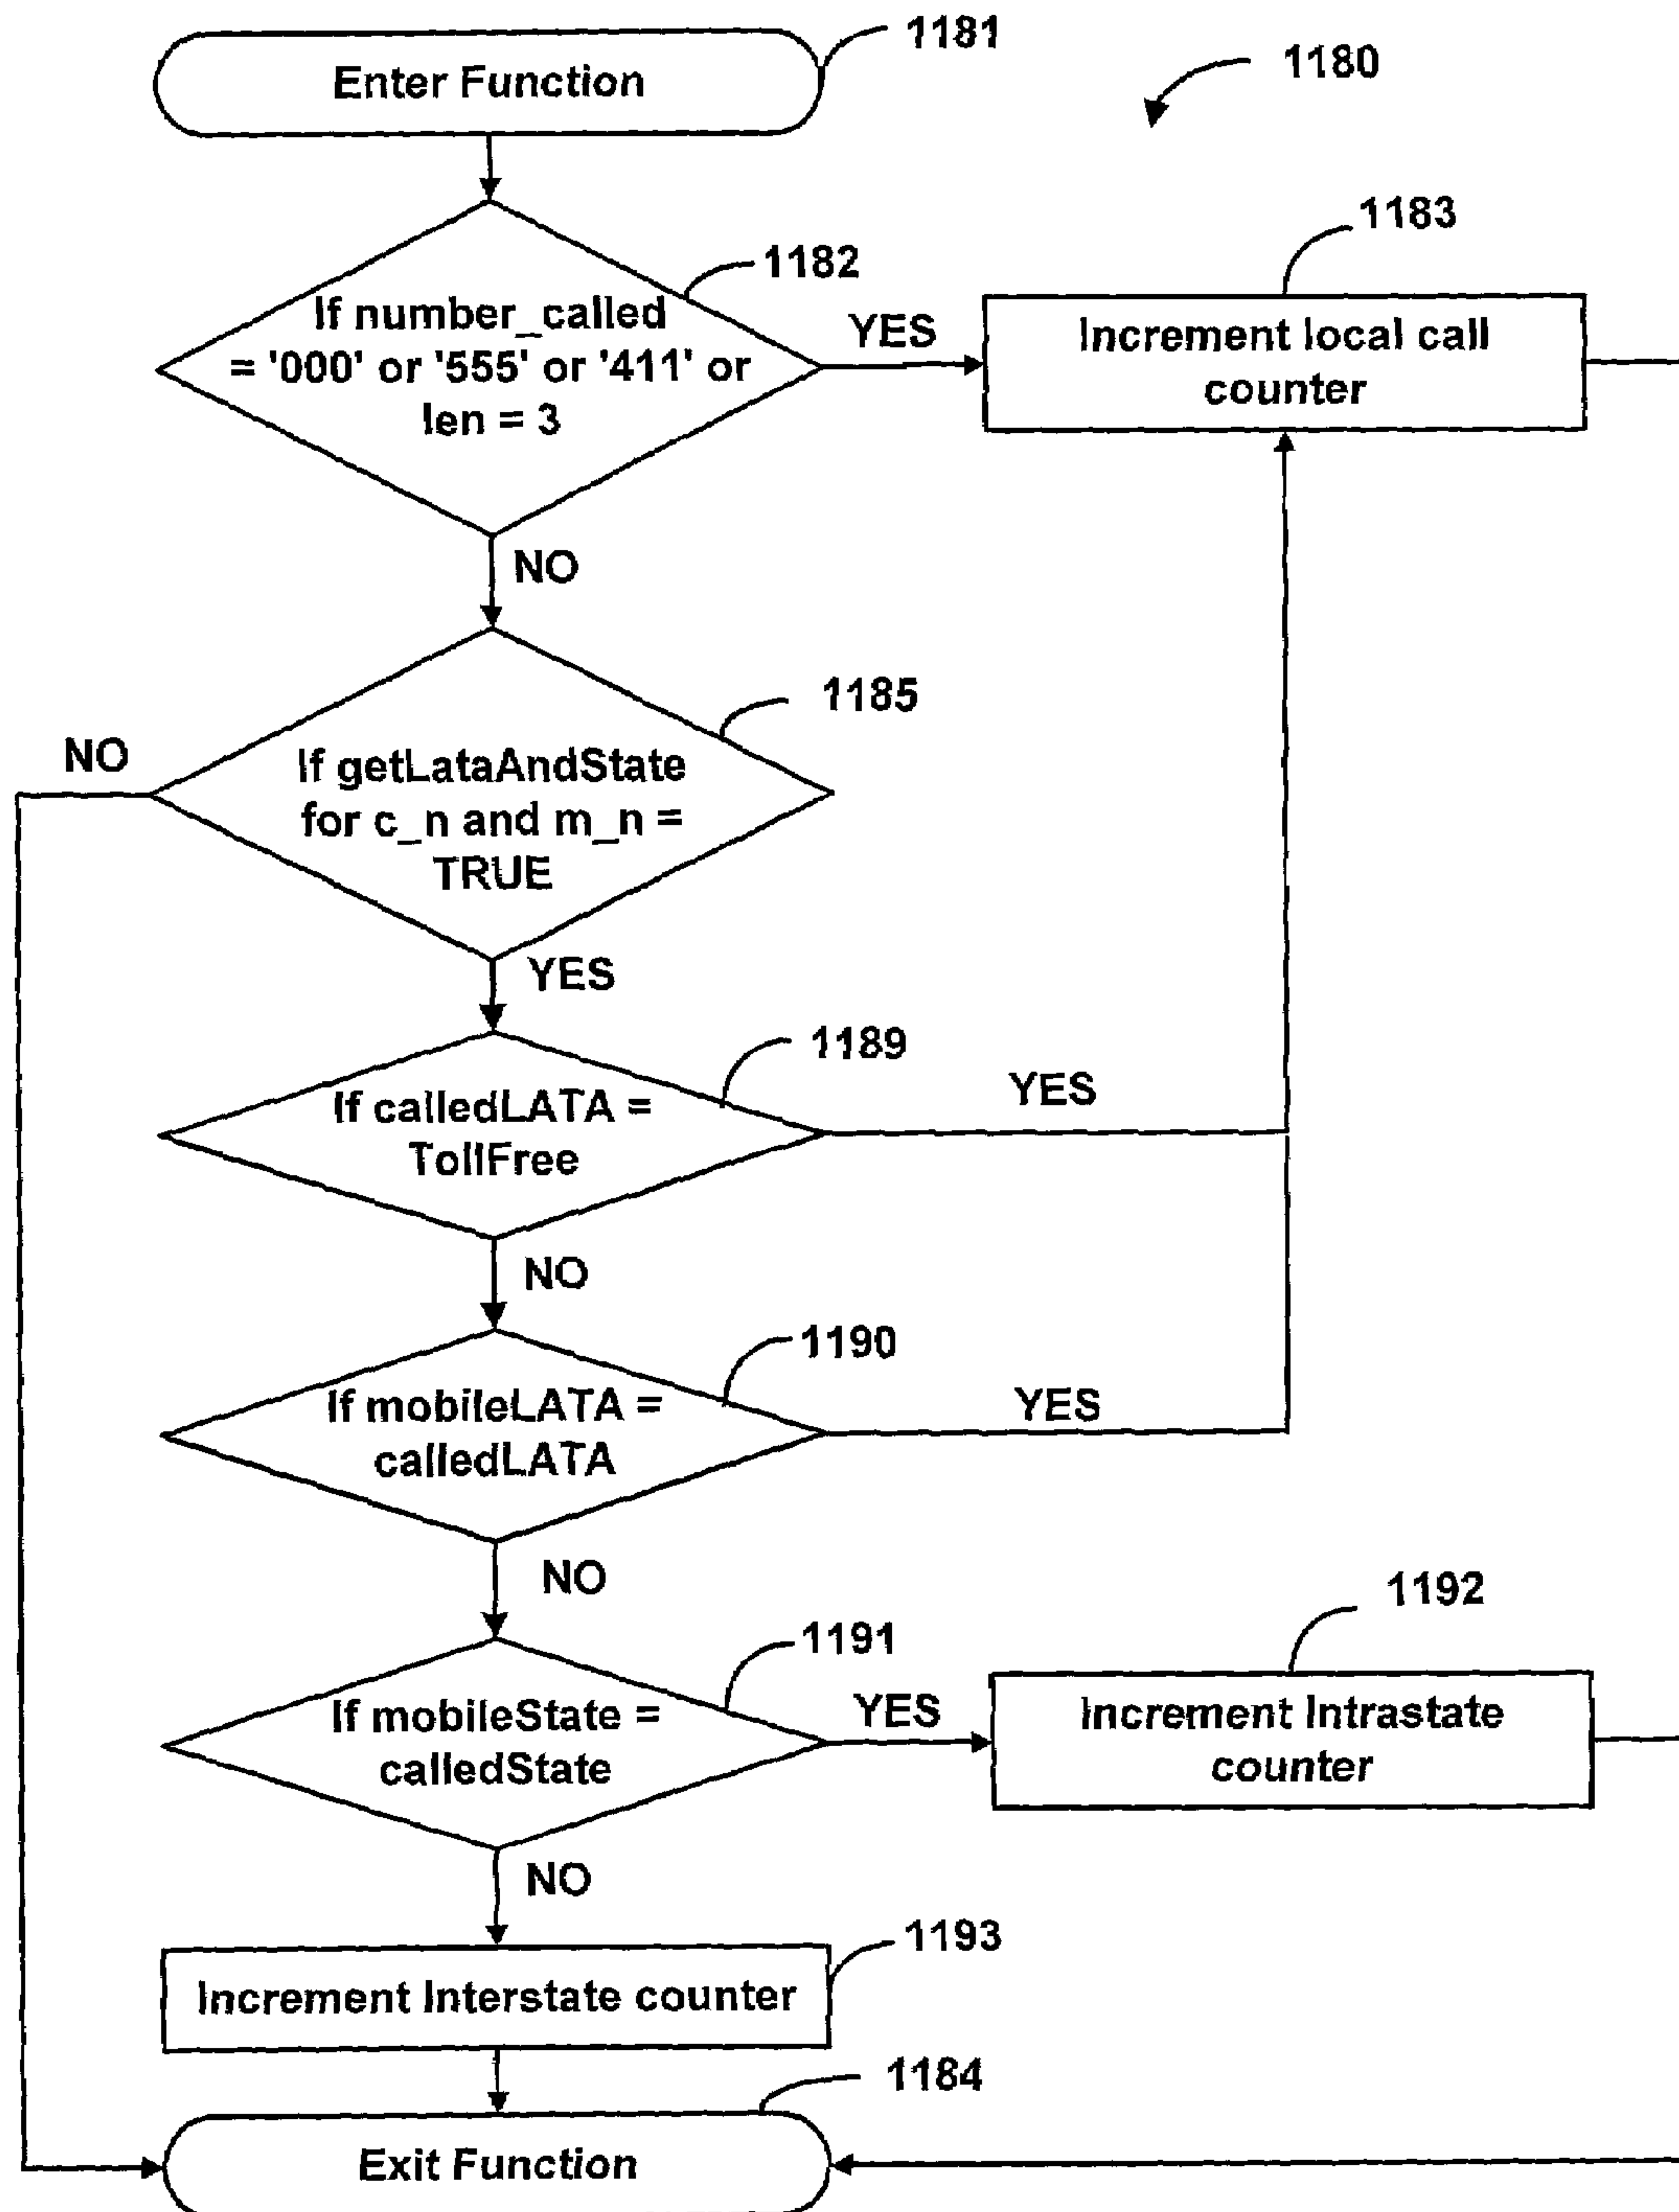 1181
Enter Function
1180
1183
1182
If number_called
= '000' or '555' or '411' or
len = 3
YES
Increment local call
counter
NO
1185
NO
If getLataAndState
for c_n and m_n =
TRUE
YES
1189
If calledLATA =
TollFree
YES
NO
1190
If mobileLATA =
calledLATA
YES
NO
1192
1191
If mobileState =
calledState
YES
Increment Intrastate
counter
NO
1193
Increment Interstate counter
1184
Exit Function